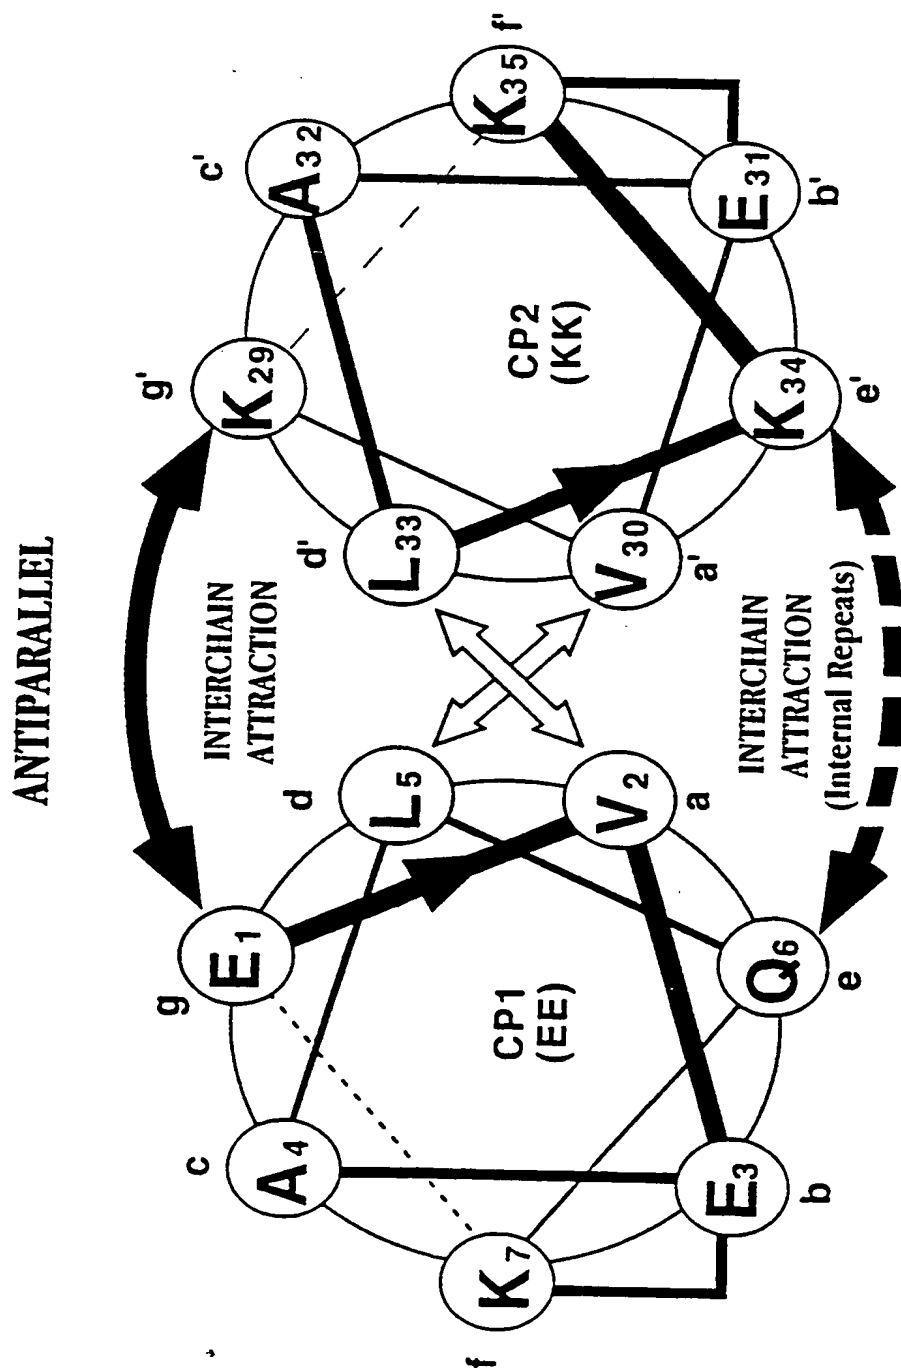 ANTIPARALLEL
g
g'
c
c'
INTERCHAIN
ATTRACTION
E1
K29
A4
A32
d
d'
L5
L33
f
f'
K7
K35
CP1
(EE)
CP2
(KK)
V2
V30
a
a'
E3
E31
INTERCHAIN
ATTRACTION
(Internal Repeats)
Q6
K34
b
b'
e
e'